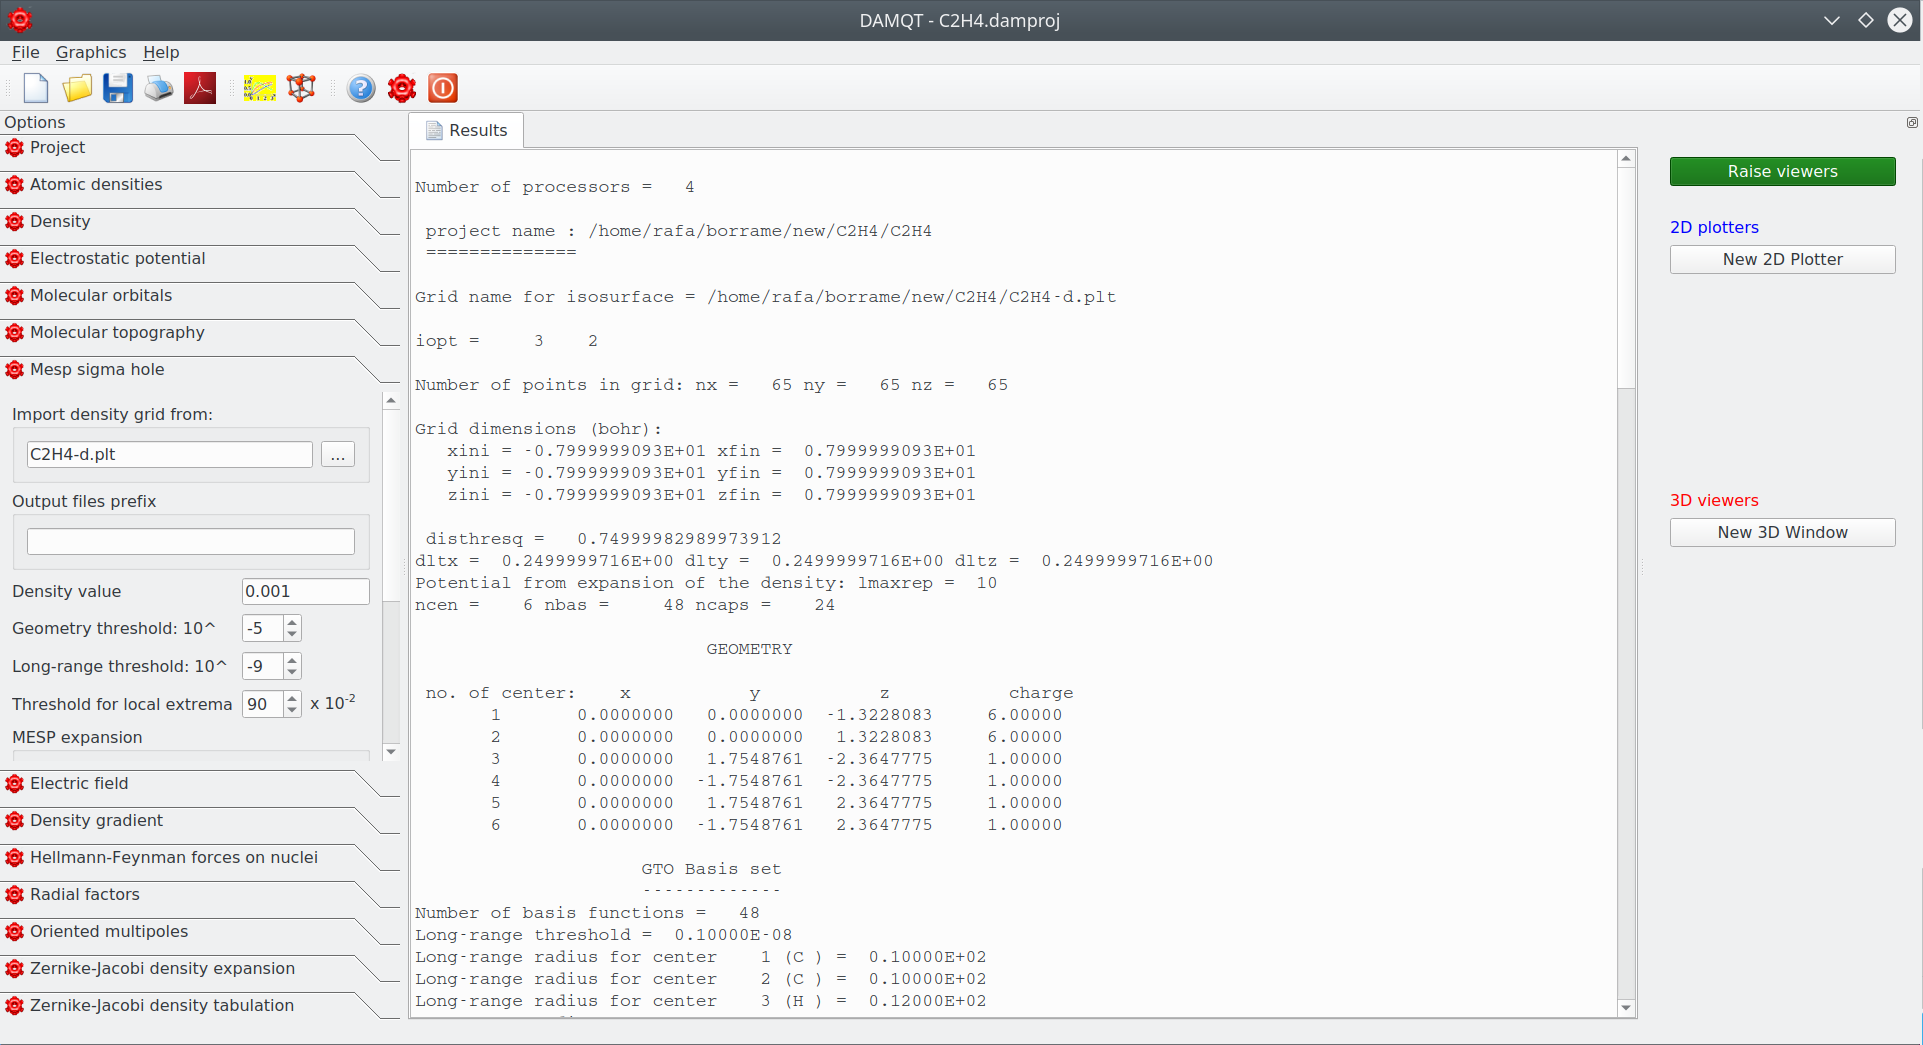 DAMQT - C2H4.damproj
File Graphics Help
Options
Project
Atomic densities
Density
Electrostatic potential
Molecular orbitals
Molecular topography
Mesp sigma hole
Import density grid from:
C2H4-d.plt ...
Output files prefix
Density value 0.001
Geometry threshold: 10^ -5
Long-range threshold: 10^ -9
Threshold for local extrema 90 x 10-2
MESP expansion
Electric field
Density gradient
Hellmann-Feynman forces on nuclei
Radial factors
Oriented multipoles
Zernike-Jacobi density expansion
Zernike-Jacobi density tabulation
Results
Number of processors = 4
project name : /home/rafa/borrame/new/C2H4/C2H4
==============
Grid name for isosurface = /home/rafa/borrame/new/C2H4/C2H4-d.plt
iopt = 3 2
Number of points in grid: nx = 65 ny = 65 nz = 65
Grid dimensions (bohr):
xini = -0.7999999093E+01 xfin = 0.7999999093E+01
yini = -0.7999999093E+01 yfin = 0.7999999093E+01
zini = -0.7999999093E+01 zfin = 0.7999999093E+01
disthresq = 0.74999982989973912
dltx = 0.2499999716E+00 dlty = 0.2499999716E+00 dltz = 0.2499999716E+00
Potential from expansion of the density: lmaxrep = 10
ncen = 6 nbas = 48 ncaps = 24
GEOMETRY
no. of center: x y z charge
1 0.0000000 0.0000000 -1.3228083 6.00000
2 0.0000000 0.0000000 1.3228083 6.00000
3 0.0000000 1.7548761 -2.3647775 1.00000
4 0.0000000 -1.7548761 -2.3647775 1.00000
5 0.0000000 1.7548761 2.3647775 1.00000
6 0.0000000 -1.7548761 2.3647775 1.00000
GTO Basis set
-------------
Number of basis functions = 48
Long-range threshold = 0.10000E-08
Long-range radius for center 1 (C ) = 0.10000E+02
Long-range radius for center 2 (C ) = 0.10000E+02
Long-range radius for center 3 (H ) = 0.12000E+02
Raise viewers
2D plotters
New 2D Plotter
3D viewers
New 3D Window